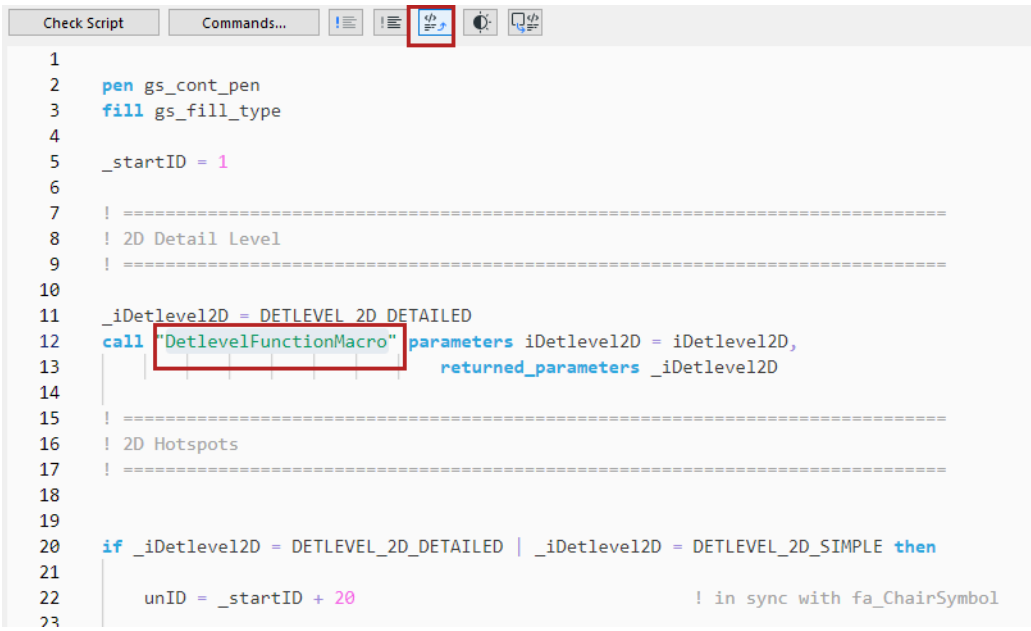 Check Script Commands...
1
2 pen gs_cont_pen
3 fill gs_fill_type
4
5 _startID = 1
6
7 ! ==============================================================================
8 ! 2D Detail Level
9 ! ==============================================================================
10
11 _iDetlevel2D = DETLEVEL_2D_DETAILED
12 call "DetlevelFunctionMacro" parameters iDetlevel2D = iDetlevel2D,
13 returned_parameters _iDetlevel2D
14
15 ! ==============================================================================
16 ! 2D Hotspots
17 ! ==============================================================================
18
19
20 if _iDetlevel2D = DETLEVEL_2D_DETAILED | _iDetlevel2D = DETLEVEL_2D_SIMPLE then
21
22 unID = _startID + 20 ! in sync with fa_ChairSymbol
23